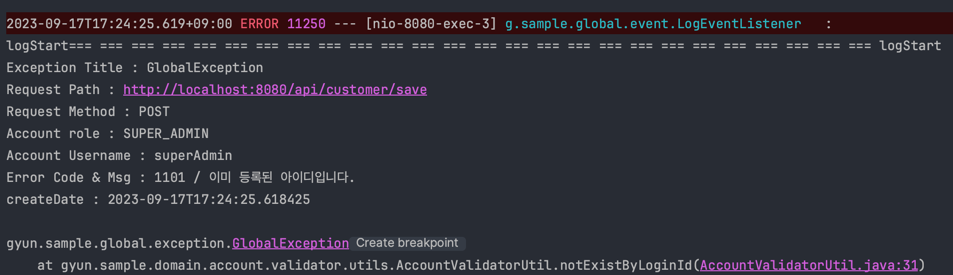 2023-09-17T17:24:25.619+09:00 ERROR 11250 --- [nio-8080-exec-3] g.sample.global.event.LogEventListener :
logStart=== === === === === === === === === === === === === === === === === === === === === === === === === === logStart
Exception Title : GlobalException
Request Path : http://localhost:8080/api/customer/save
Request Method : POST
Account role : SUPER_ADMIN
Account Username : superAdmin
Error Code & Msg : 1101 / 이미 등록된 아이디입니다.
createDate : 2023-09-17T17:24:25.618425
gyun.sample.global.exception.GlobalException Create breakpoint
at gyun.sample.domain.account.validator.utils.AccountValidatorUtil.notExistByLoginId(AccountValidatorUtil.java:31)